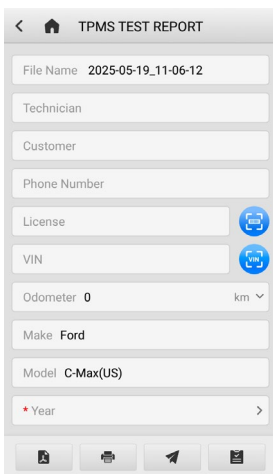 TPMS TEST REPORT
File Name 2025-05-19_11-06-12
Technician
Customer
Phone Number
License
VIN
VIN
Odometer 0 km
Make Ford
Model C-Max(US)
* Year